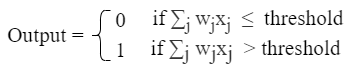 Output = { 0 if ∑j wjxj ≤ threshold
1 if ∑j wjxj > threshold